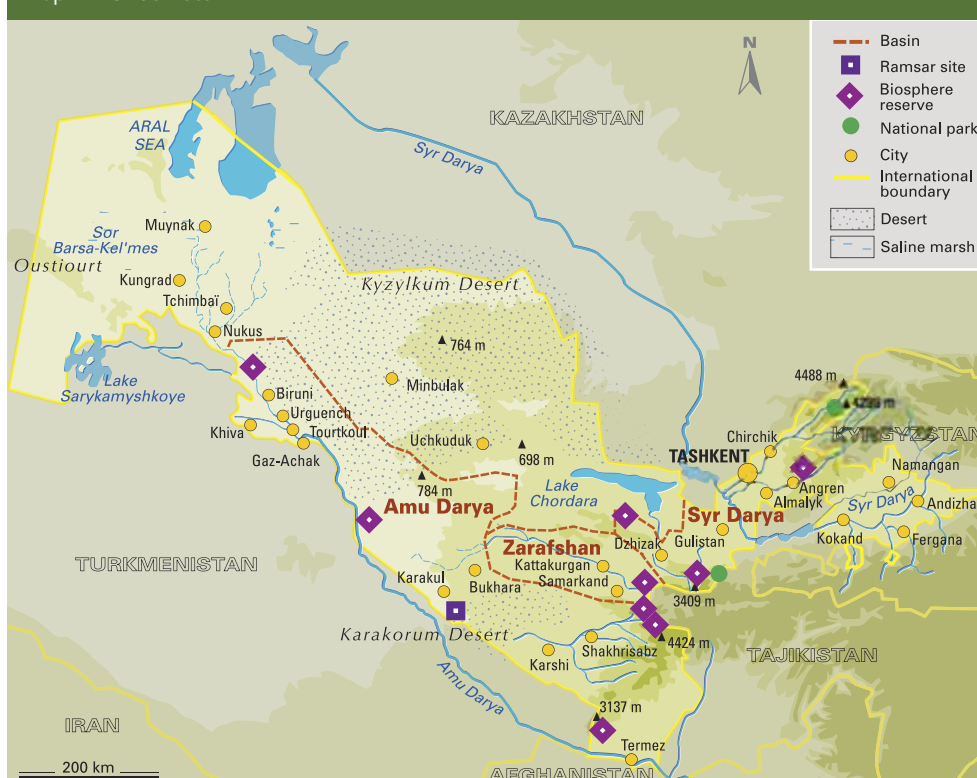 N
Basin
Ramsar site
Biosphere
reserve
National park
City
International
boundary
Desert
Saline marsh
KAZAKHSTAN
ARAL
SEA
Syr Darya
Muynak
Sor
Barsa-Kel'mes
Oustiourt
Kungrad
Kyzylkum Desert
Tchimbaï
Nukus
764 m
Lake
Sarykamyshkoye
Minbulak
4488 m
Biruni
Urguench
Khiva
Tourtkoul
Gaz-Achak
Uchkuduk
698 m
Chirchik
KYRGYZSTAN
TASHKENT
Namangan
784 m
Lake
Chordara
Angren
Almalyk
Syr Darya
Andizhan
Amu Darya
Syr Darya
Zarafshan
Dzhizak
Gulistan
Kokand
Fergana
TURKMENISTAN
Kattakurgan
Samarkand
Karakul
Bukhara
3409 m
Karakorum Desert
4424 m
Shakhrisabz
Karshi
TAJIKISTAN
Amu Darya
3137 m
IRAN
Termez
200 km
AFGHANISTAN